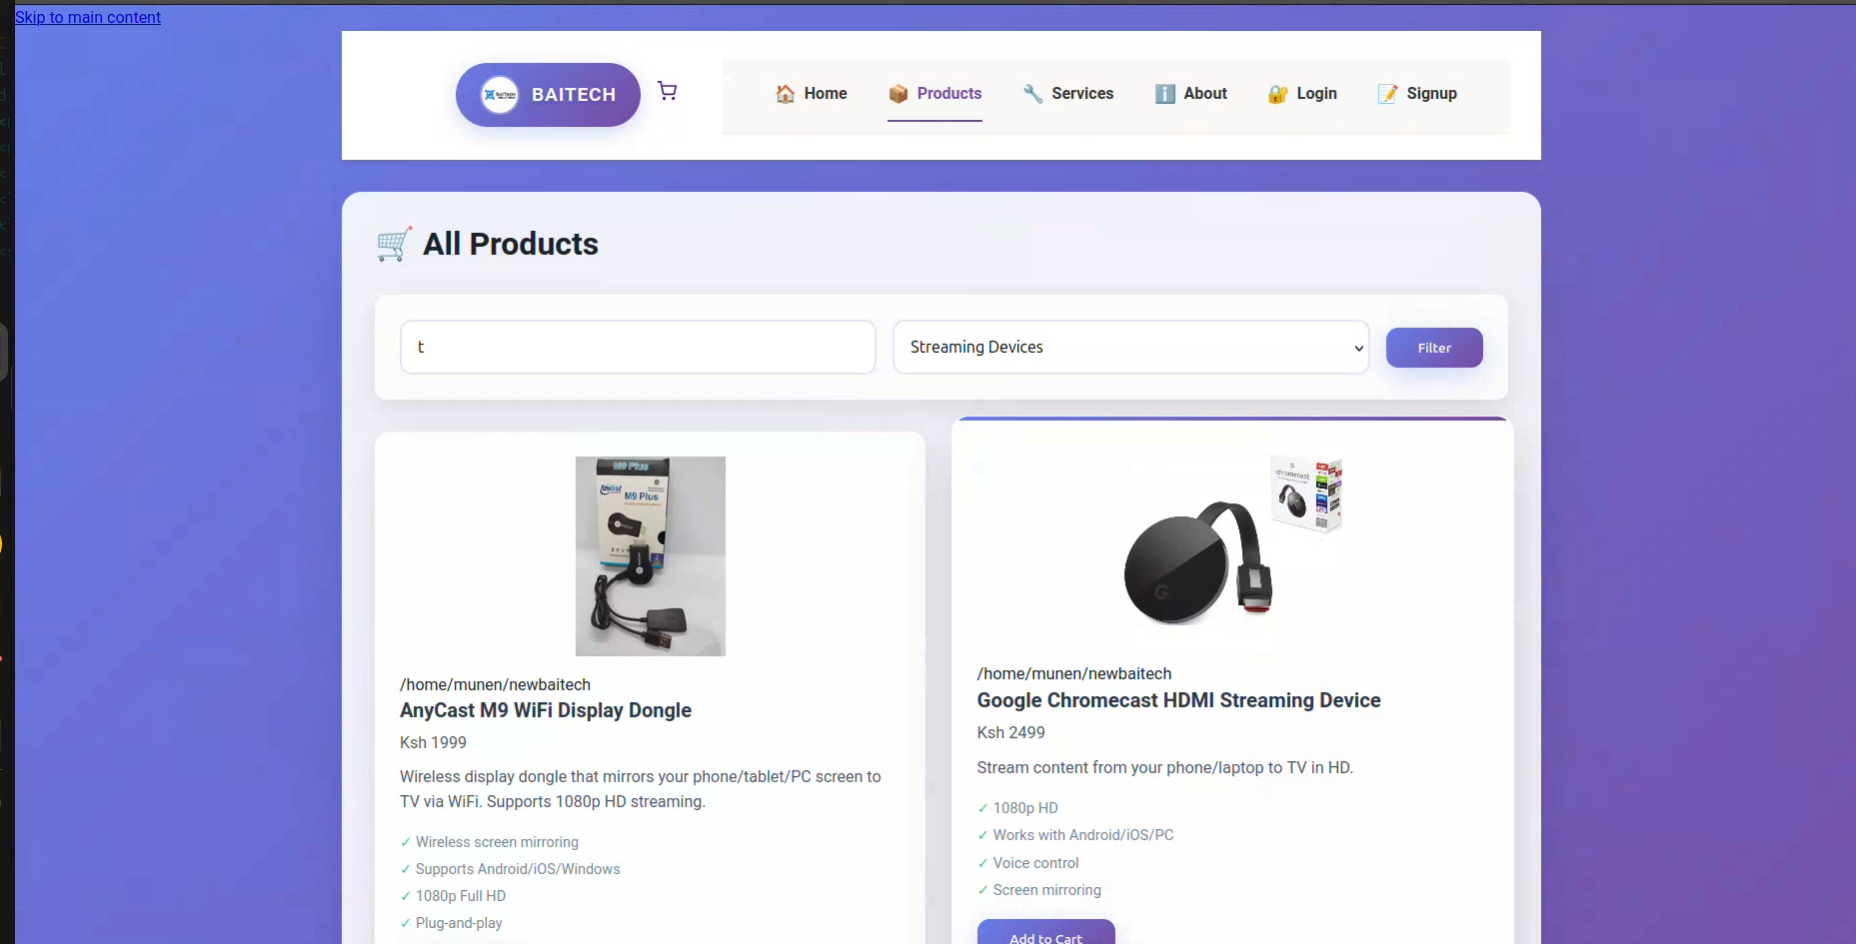 Skip to main content
BAITECH
Home
Products
Services
About
Login
Signup
All Products
t
Streaming Devices
Filter
M9 Plus
AnyCast
M9 Plus
chromecast
G
/home/munen/newbaitech
AnyCast M9 WiFi Display Dongle
Ksh 1999
Wireless display dongle that mirrors your phone/tablet/PC screen to
TV via WiFi. Supports 1080p HD streaming.
✓ Wireless screen mirroring
✓ Supports Android/iOS/Windows
✓ 1080p Full HD
✓ Plug-and-play
/home/munen/newbaitech
Google Chromecast HDMI Streaming Device
Ksh 2499
Stream content from your phone/laptop to TV in HD.
✓ 1080p HD
✓ Works with Android/iOS/PC
✓ Voice control
✓ Screen mirroring
Add to Cart